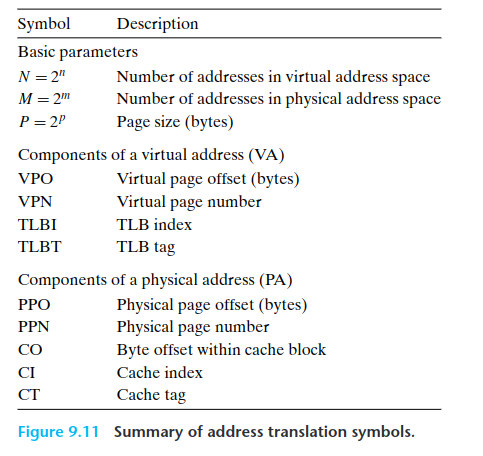 Symbol Description
Basic parameters
N = 2ⁿ Number of addresses in virtual address space
M = 2ᵐ Number of addresses in physical address space
P = 2ᵖ Page size (bytes)
Components of a virtual address (VA)
VPO Virtual page offset (bytes)
VPN Virtual page number
TLBI TLB index
TLBT TLB tag
Components of a physical address (PA)
PPO Physical page offset (bytes)
PPN Physical page number
CO Byte offset within cache block
CI Cache index
CT Cache tag
Figure 9.11 Summary of address translation symbols.